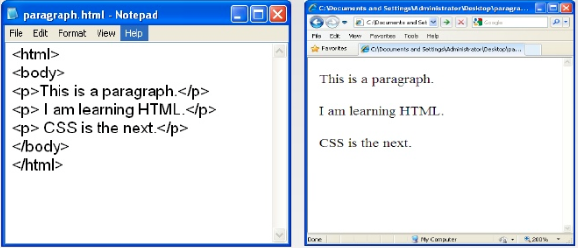 paragraph.html - Notepad
File Edit Format View Help
<html>
<body>
<p>This is a paragraph.</p>
<p> I am learning HTML.</p>
<p> CSS is the next.</p>
</body>
</html>
C:\Documents and Settings\Administrator\Desktop\paragra...
C:\Documents and Set
Google
File Edit View Favorites Tools Help
Favorites C:\Documents and Settings\Administrator\Desktop\pa...
This is a paragraph.
I am learning HTML.
CSS is the next.
Done My Computer 200%